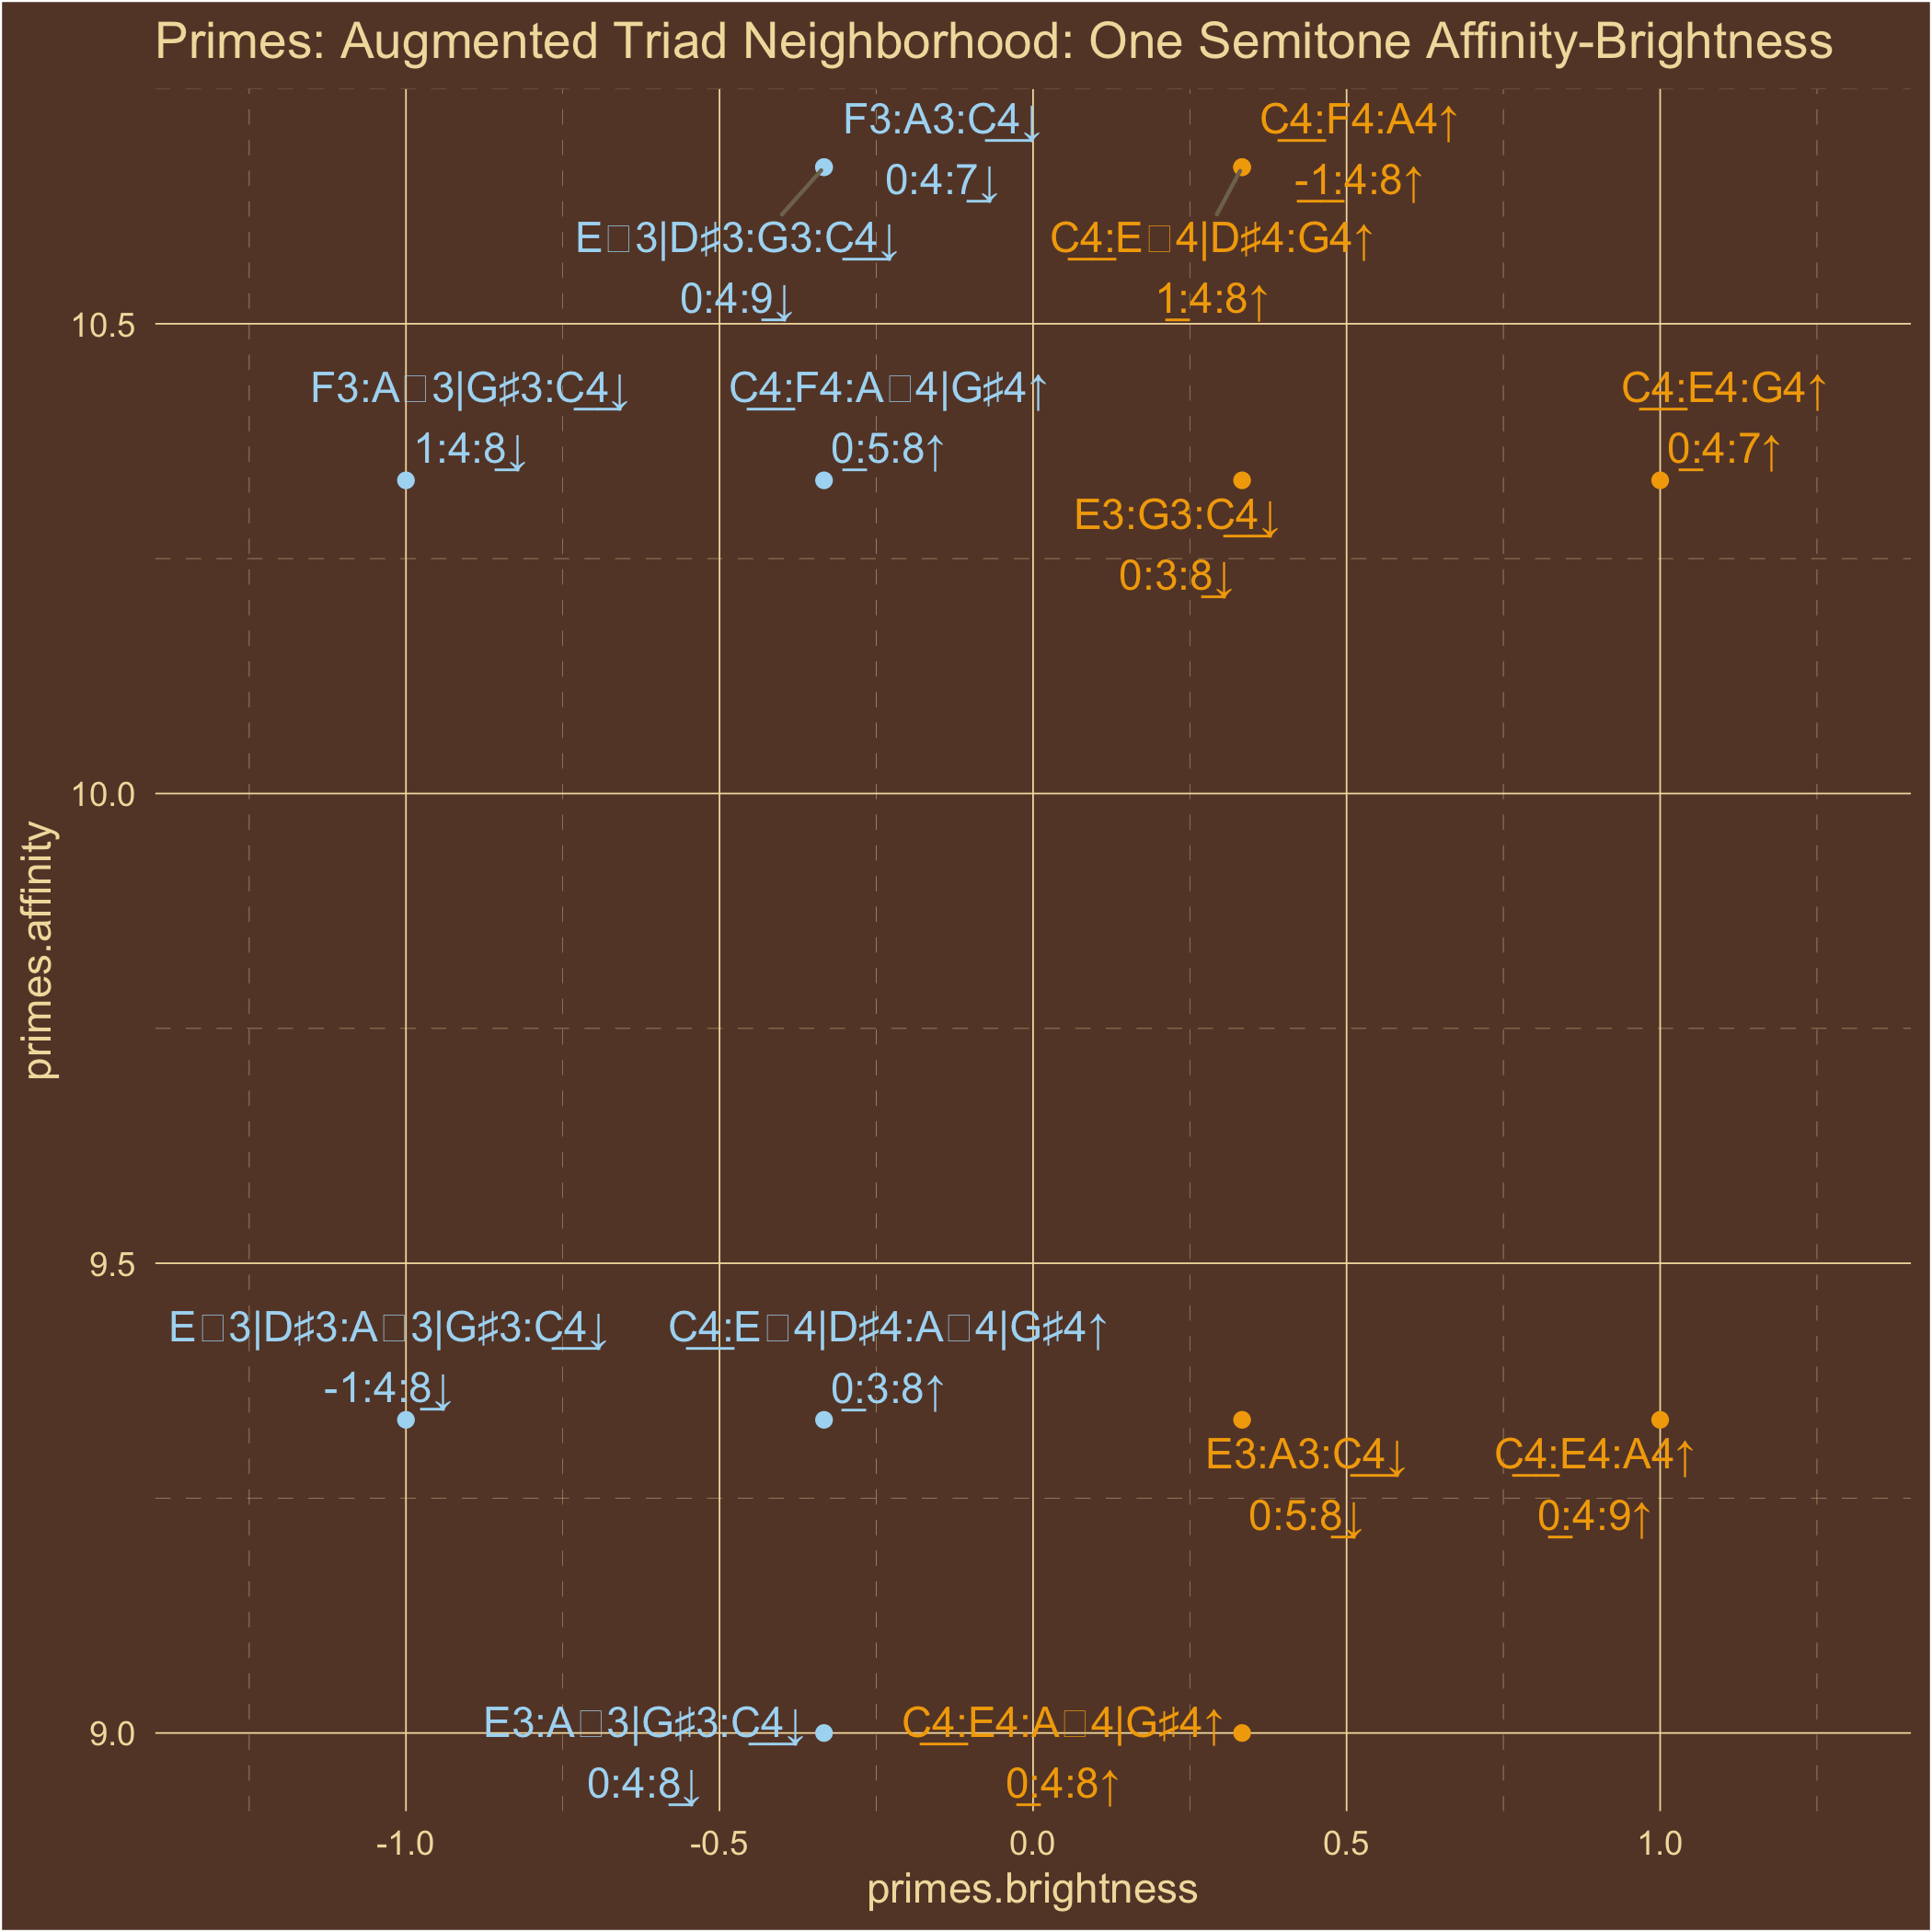 Primes: Augmented Triad Neighborhood: One Semitone Affinity-Brightness
F3:A3:C4↓
C4:F4:A4↑
0:4:7↓
-1:4:8↑
E□3|D♯3:G3:C4↓
C4:E□4|D♯4:G4↑
0:4:9↓
1:4:8↑
10.5
F3:A□3|G♯3:C4↓
C4:F4:A□4|G♯4↑
C4:E4:G4↑
1:4:8↓
0:5:8↑
0:4:7↑
E3:G3:C4↓
0:3:8↓
10.0
primes.affinity
9.5
E□3|D♯3:A□3|G♯3:C4↓
C4:E□4|D♯4:A□4|G♯4↑
-1:4:8↓
0:3:8↑
E3:A3:C4↓
C4:E4:A4↑
0:5:8↓
0:4:9↑
9.0
E3:A□3|G♯3:C4↓
C4:E4:A□4|G♯4↑
0:4:8↓
0:4:8↑
-1.0
-0.5
0.0
0.5
1.0
primes.brightness